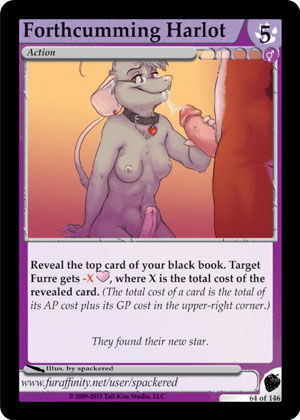 Forthcumming Harlot 5
Action
Reveal the top card of your black book. Target
Furre gets -X, where X is the total cost of the
revealed card. (The total cost of a card is the total of
its AP cost plus its GP cost in the upper-right corner.)
They found their new star.
Illus. by spackered
www.furaffinity.net/user/spackered
64 of 146
© 2009-2013 Tall Kiss Studio, LLC